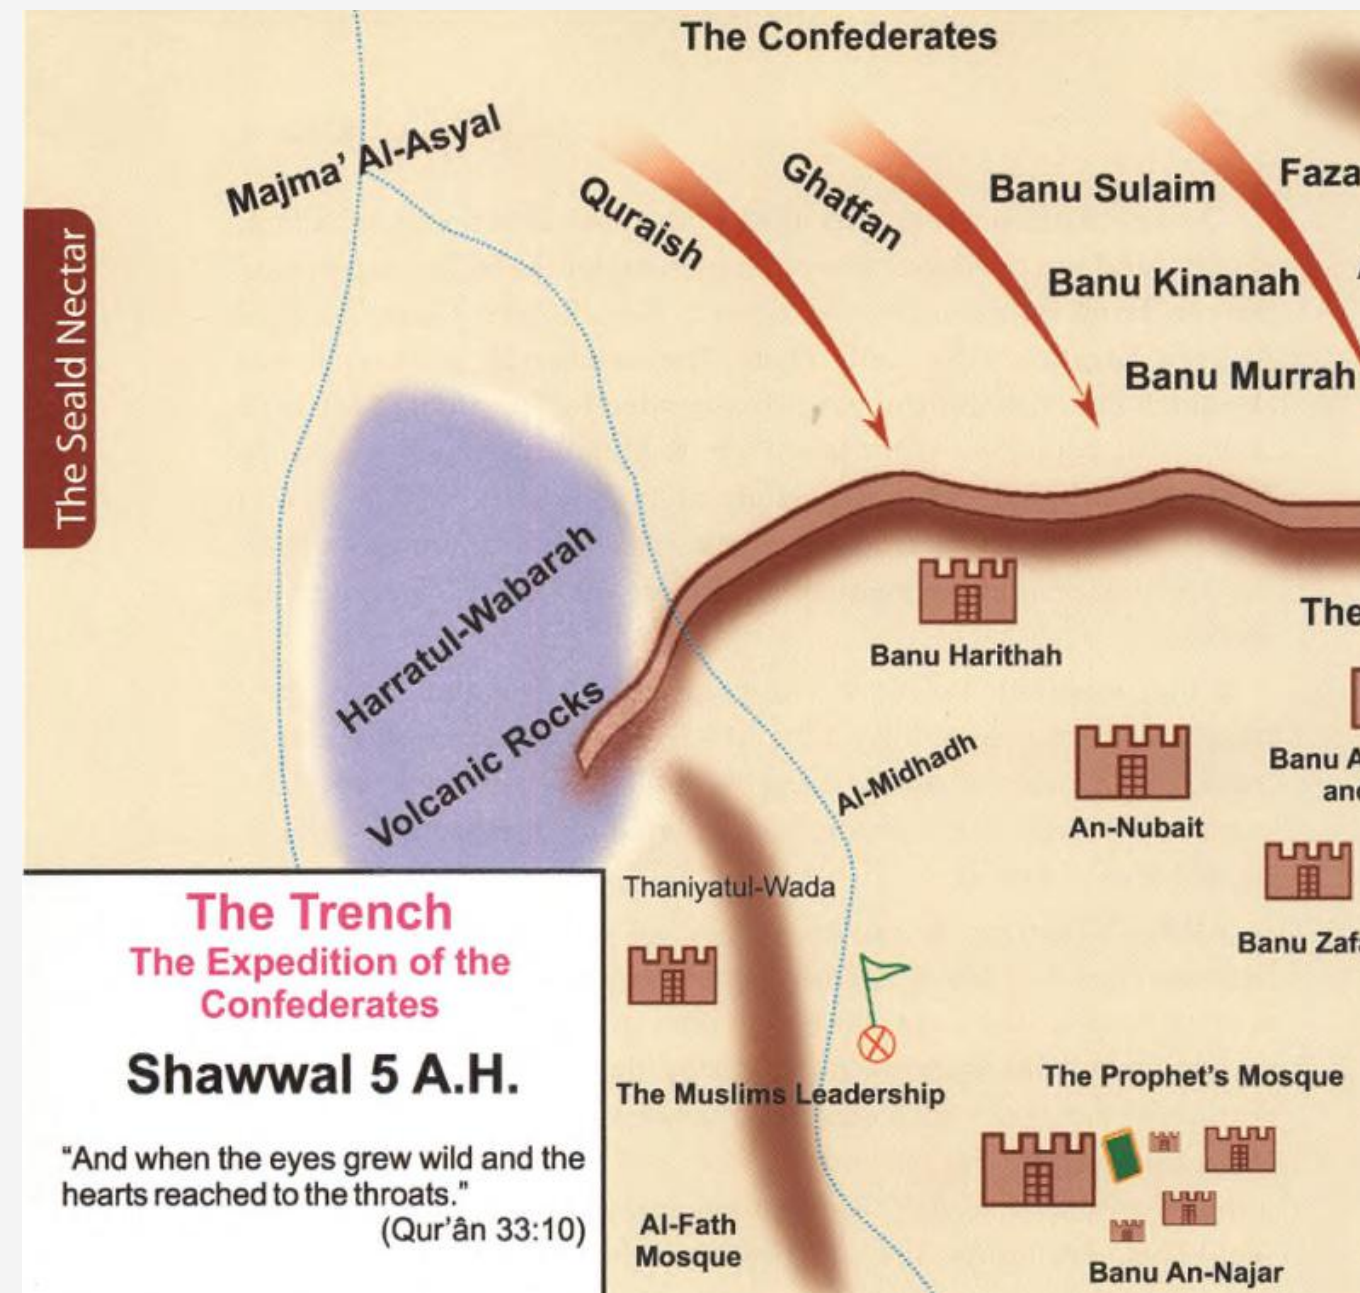 The Confederates
Majma' Al-Asyal
Quraish
Ghatfan
Banu Sulaim
Faza
Banu Kinanah
Banu Murrah
The Seald Nectar
Harratul-Wabarah
Volcanic Rocks
Banu Harithah
The
Al-Midhadh
An-Nubait
Banu A
and
Thaniyatul-Wada
Banu Zafa
The Muslims Leadership
The Prophet's Mosque
Al-Fath
Mosque
Banu An-Najar
The Trench
The Expedition of the
Confederates
Shawwal 5 A.H.
“And when the eyes grew wild and the
hearts reached to the throats.”
(Qur'ân 33:10)